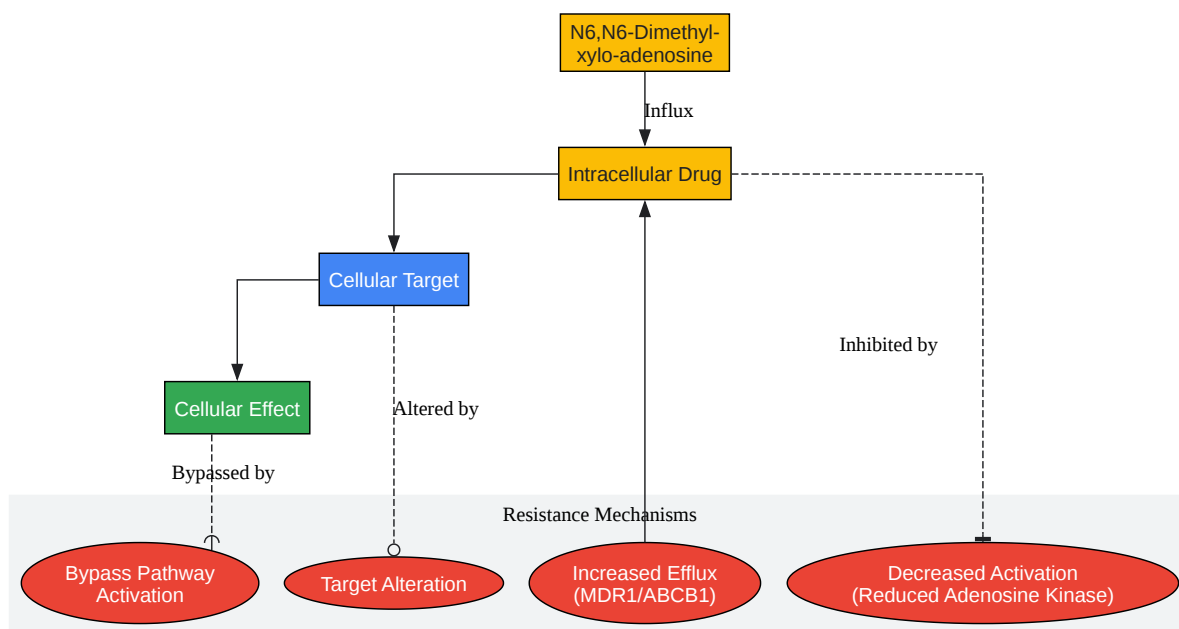 N6,N6-Dimethyl-
xylo-adenosine
Influx
Intracellular Drug
Cellular Target
Inhibited by
Cellular Effect
Altered by
Bypassed by
Resistance Mechanisms
Bypass Pathway
Activation
Target Alteration
Increased Efflux
(MDR1/ABCB1)
Decreased Activation
(Reduced Adenosine Kinase)